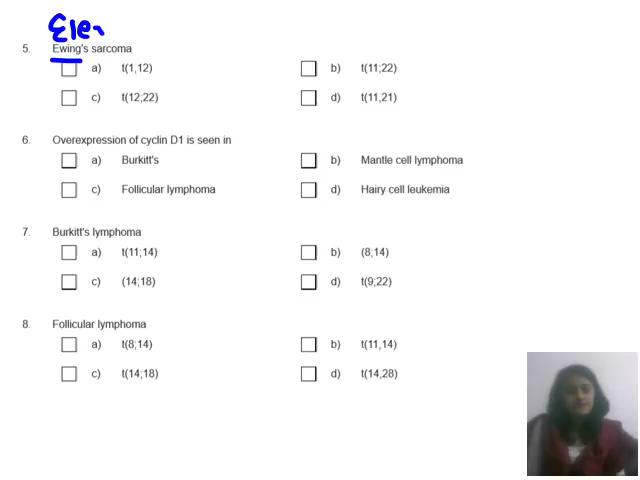 Ele
5. Ewing's sarcoma
a) t(1,12) b) t(11;22)
c) t(12;22) d) t(11,21)
6. Overexpression of cyclin D1 is seen in
a) Burkitt's b) Mantle cell lymphoma
c) Follicular lymphoma d) Hairy cell leukemia
7. Burkitt's lymphoma
a) t(11;14) b) (8;14)
c) (14;18) d) t(9;22)
8. Follicular lymphoma
a) t(8;14) b) t(11,14)
c) t(14;18) d) t(14,28)